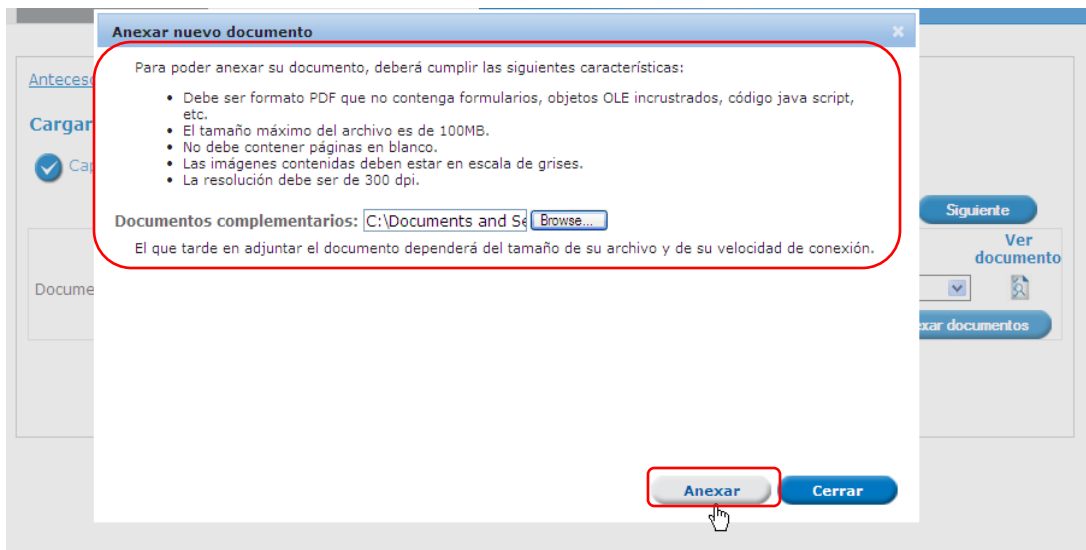 Anexar nuevo documento
Para poder anexar su documento, deberá cumplir las siguientes características:
• Debe ser formato PDF que no contenga formularios, objetos OLE incrustrados, código java script,
etc.
• El tamaño máximo del archivo es de 100MB.
• No debe contener páginas en blanco.
• Las imágenes contenidas deben estar en escala de grises.
• La resolución debe ser de 300 dpi.
Documentos complementarios: C:\Documents and Se Browse...
El que tarde en adjuntar el documento dependerá del tamaño de su archivo y de su velocidad de conexión.
Anteceso
Cargar
Cap
Siguiente
Ver
documento
Docume
xar documentos
Anexar Cerrar